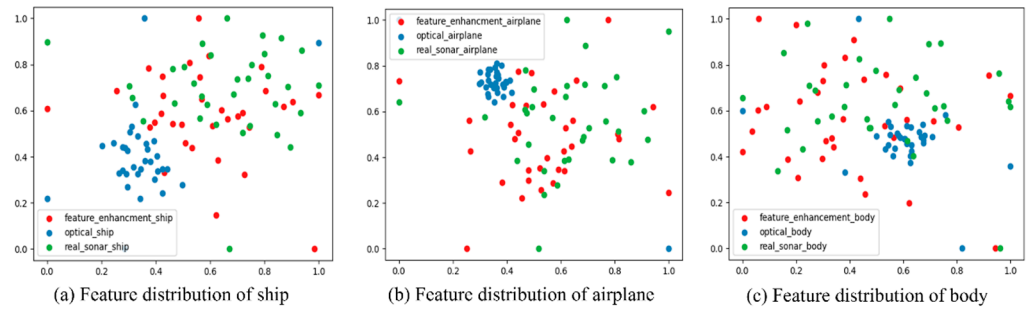 1.0
0.8
0.6
0.4
0.2
0.0
feature_enhancment_ship
optical_ship
real_sonar_ship
0.0 0.2 0.4 0.6 0.8 1.0
(a) Feature distribution of ship
1.0
0.8
0.6
0.4
0.2
0.0
feature_enhancment_airplane
optical_airplane
real_sonar_airplane
0.0 0.2 0.4 0.6 0.8 1.0
(b) Feature distribution of airplane
1.0
0.8
0.6
0.4
0.2
0.0
feature_enhancement_body
optical_body
real_sonar_body
0.0 0.2 0.4 0.6 0.8 1.0
(c) Feature distribution of body